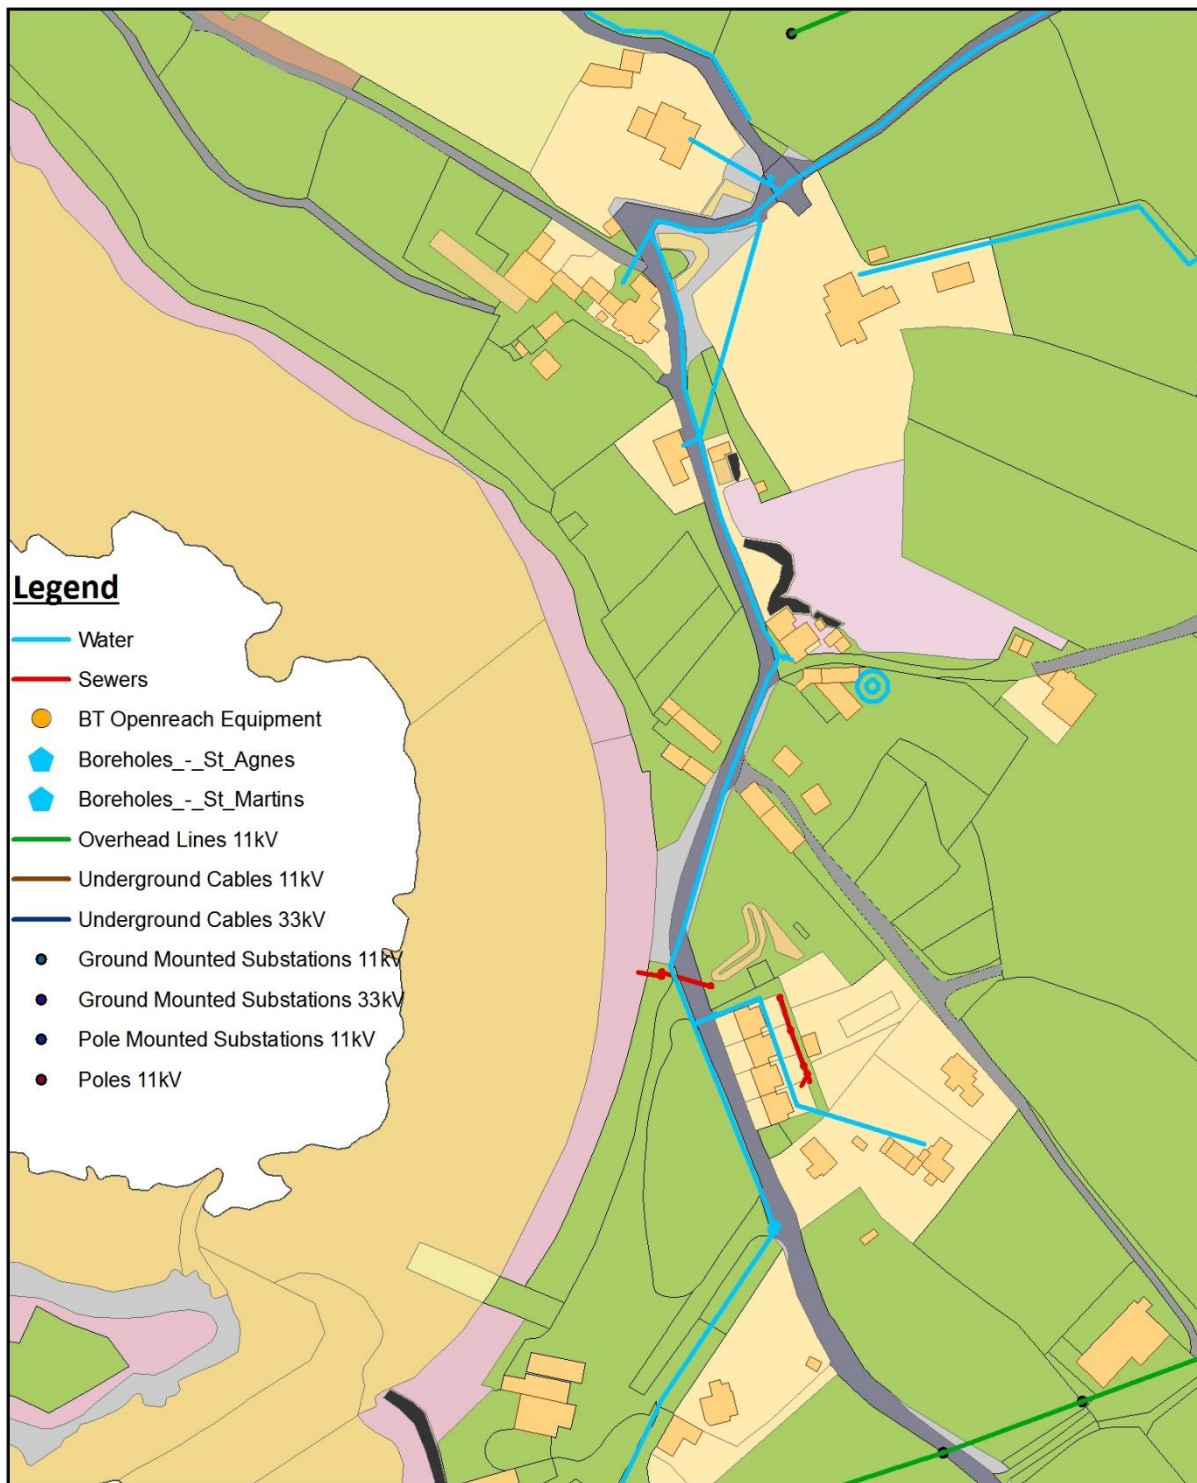 Legend
Water
Sewers
BT Openreach Equipment
Boreholes_-_St_Agnes
Boreholes_-_St_Martins
Overhead Lines 11kV
Underground Cables 11kV
Underground Cables 33kV
Ground Mounted Substations 11kV
Ground Mounted Substations 33kV
Pole Mounted Substations 11kV
Poles 11kV